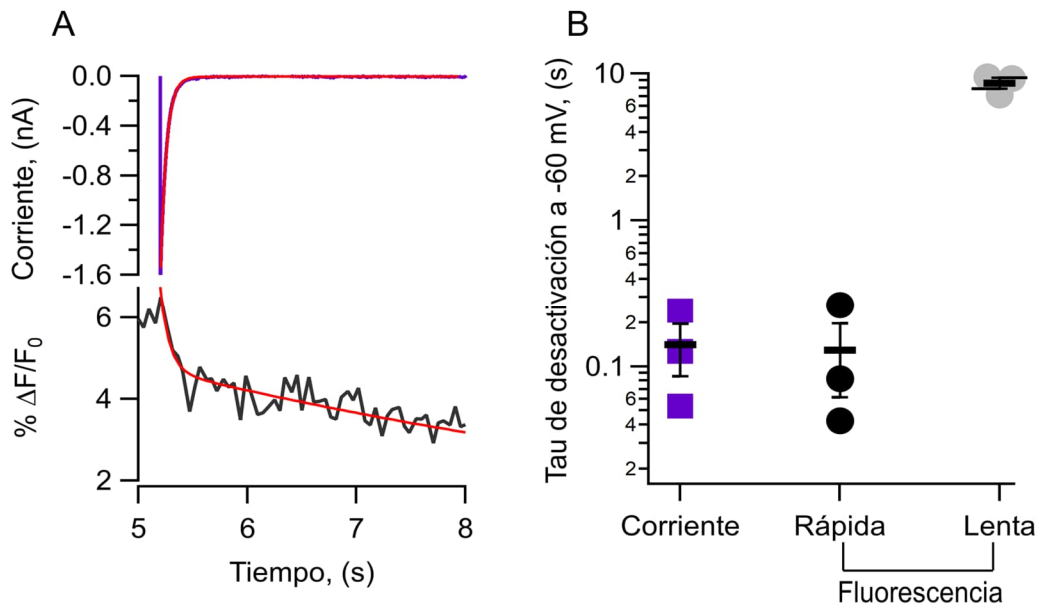 A
Corriente, (nA)
0.0
-0.4
-0.8
-1.2
-1.6
% ΔF/F₀
6
4
2
5
6
7
8
Tiempo, (s)
B
Tau de desactivación a -60 mV, (s)
10
6
4
2
1
6
4
2
0.1
6
4
2
Corriente
Rápida
Lenta
Fluorescencia